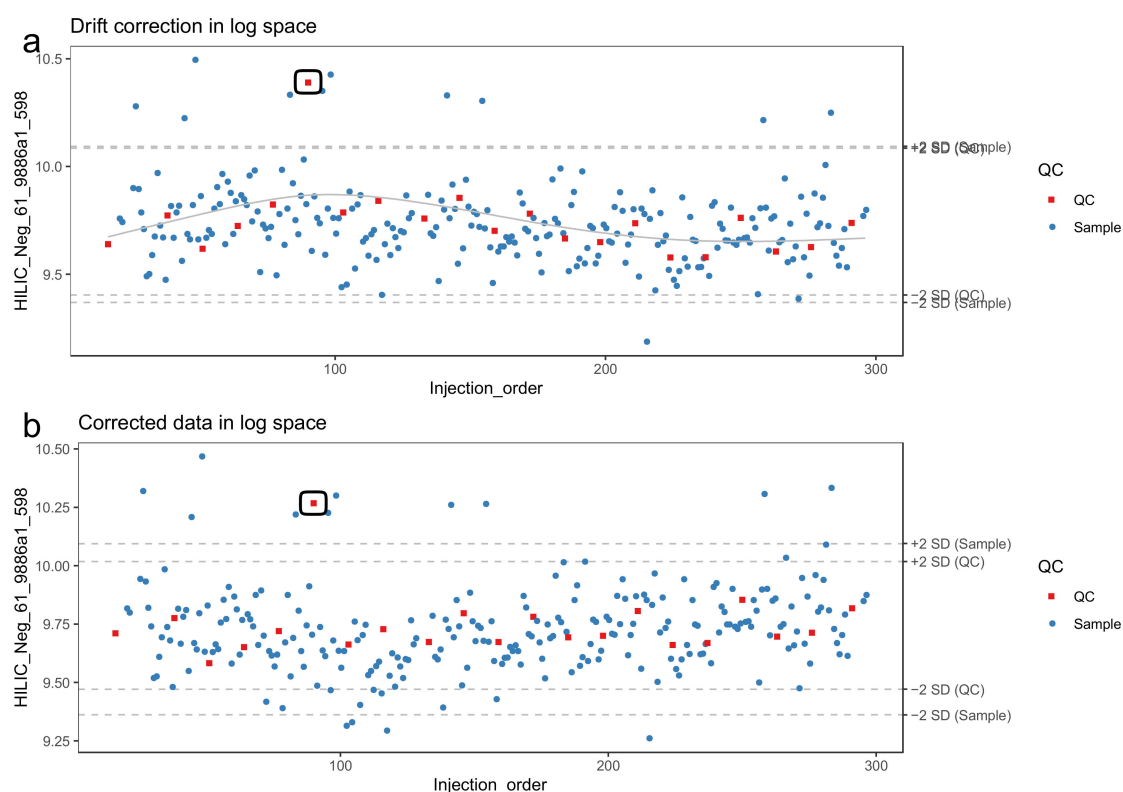 a
Drift correction in log space
HILIC_Neg_61_9886a1_598
10.5
10.0
9.5
+2 SD (Sample)
+2 SD (QC)
−2 SD (QC)
−2 SD (Sample)
100
200
300
Injection_order
QC
QC
Sample
b
Corrected data in log space
HILIC_Neg_61_9886a1_598
10.50
10.25
10.00
9.75
9.50
9.25
+2 SD (Sample)
+2 SD (QC)
−2 SD (QC)
−2 SD (Sample)
100
200
300
Injection_order
QC
QC
Sample